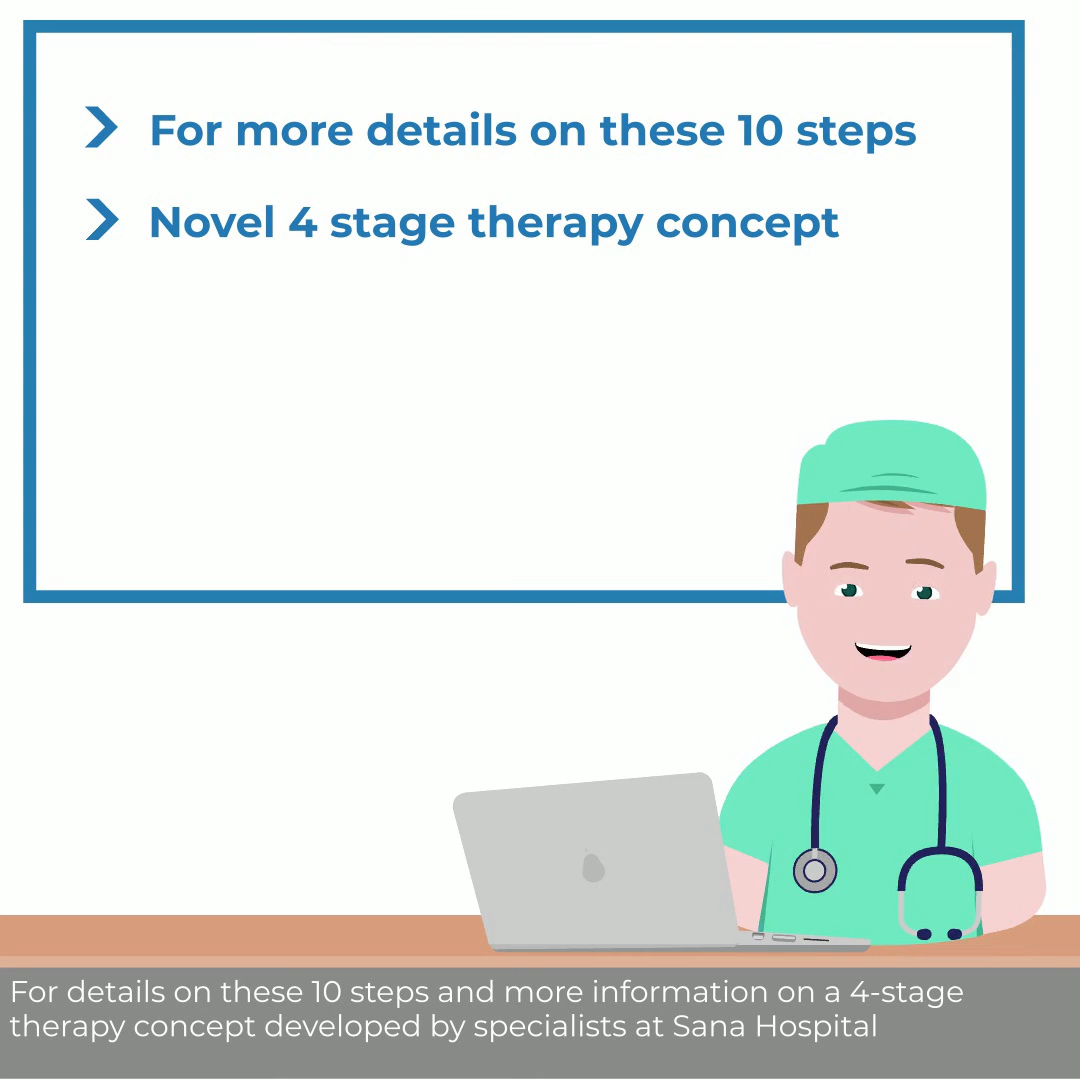 For more details on these 10 steps
Novel 4 stage therapy concept
For details on these 10 steps and more information on a 4-stage
therapy concept developed by specialists at Sana Hospital